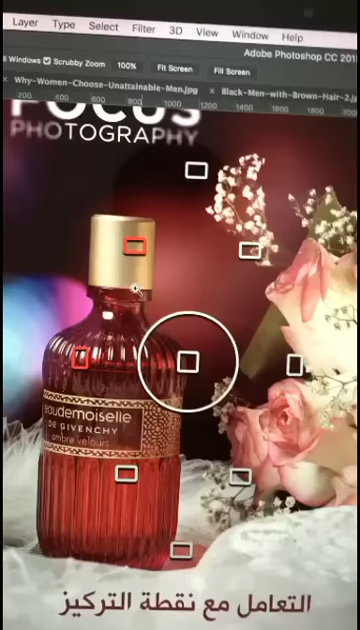 Layer Type Select Filter 3D View Window Help
Adobe Photoshop CC 201
Windows Scrubby Zoom 100% Fit Screen Fill Screen
Why-Women-Choose-Unattainable-Men.jpg × Black-Men-with-Brown-Hair-2.j
200 400 600 800 1000 1200 1400 1600 1800
FOCUS
PHOTOGRAPHY
eaudemoiselle
DE GIVENCHY
ambre velours
التعامل مع نقطة التركيز